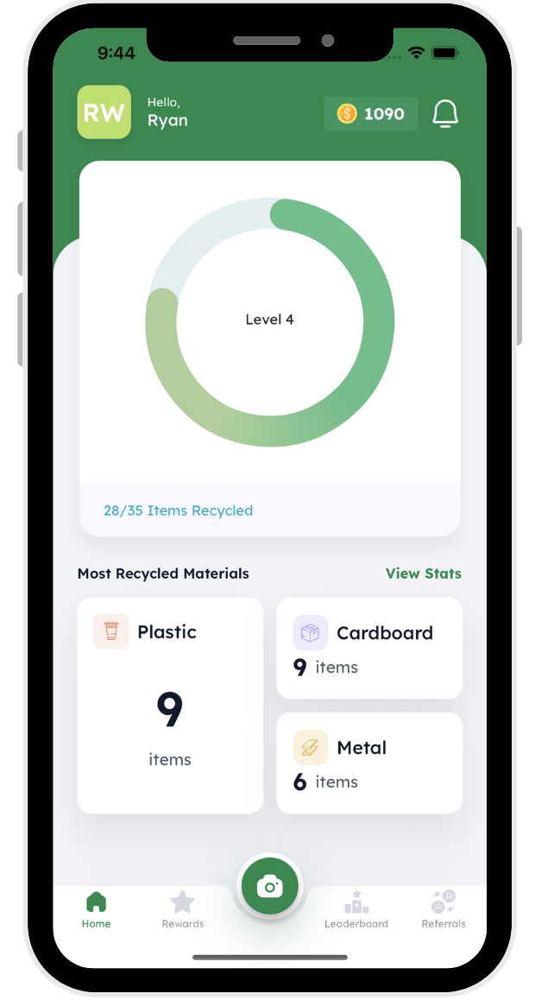 9:44
RW
Hello,
Ryan
1090
Level 4
28/35 Items Recycled
Most Recycled Materials
View Stats
Plastic
9
items
Cardboard
9 items
Metal
6 items
Home
Rewards
Leaderboard
Referrals